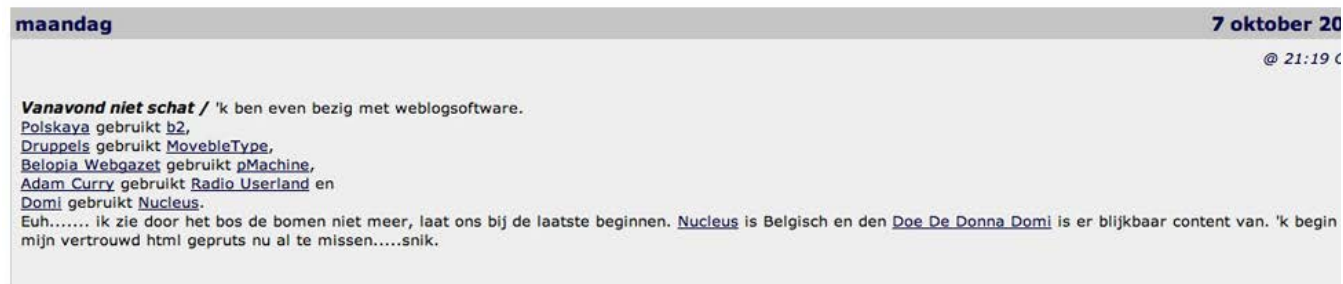 maandag 7 oktober 20
@ 21:19
Vanavond niet schat / 'k ben even bezig met weblogsoftware.
Polskaya gebruikt b2,
Druppels gebruikt MovebleType,
Belopia Webgazet gebruikt pMachine,
Adam Curry gebruikt Radio Userland en
Domi gebruikt Nucleus.
Euh....... ik zie door het bos de bomen niet meer, laat ons bij de laatste beginnen. Nucleus is Belgisch en den Doe De Donna Domi is er blijkbaar content van. 'k begin
mijn vertrouwd html gepruts nu al te missen.....snik.